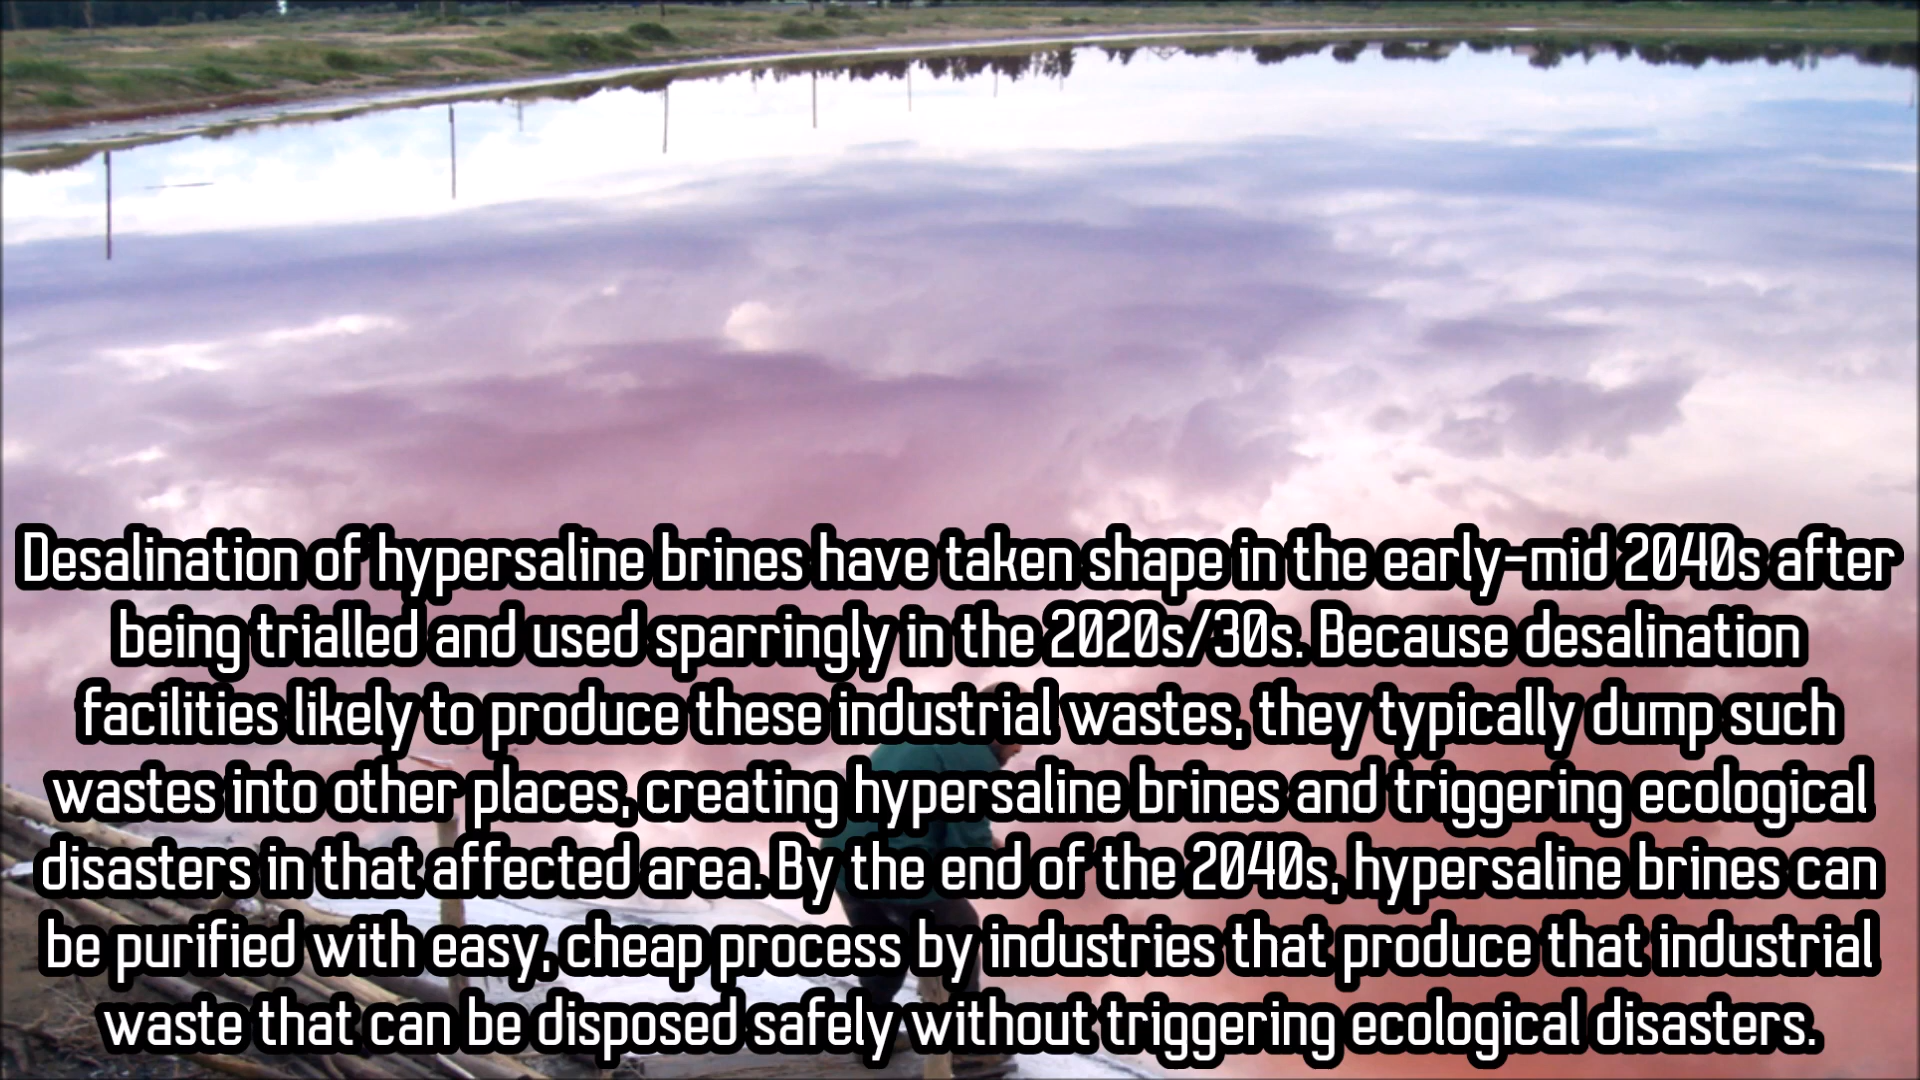 Desalination of hypersaline brines have taken shape in the early-mid 2040s after
being trialled and used sparringly in the 2020s/30s. Because desalination
facilities likely to produce these industrial wastes, they typically dump such
wastes into other places, creating hypersaline brines and triggering ecological
disasters in that affected area. By the end of the 2040s, hypersaline brines can
be purified with easy, cheap process by industries that produce that industrial
waste that can be disposed safely without triggering ecological disasters.